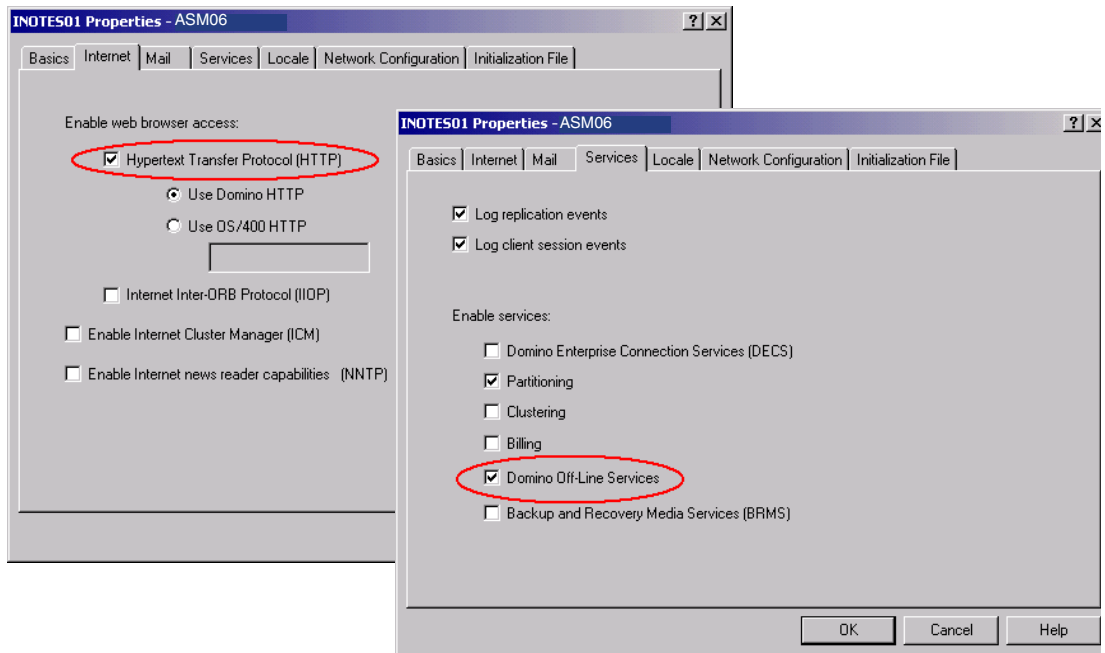 INOTES01 Properties - ASM06
Basics Internet Mail Services Locale Network Configuration Initialization File
Enable web browser access:
Hypertext Transfer Protocol (HTTP)
Use Domino HTTP
Use OS/400 HTTP
Internet Inter-ORB Protocol (IIOP)
Enable Internet Cluster Manager (ICM)
Enable Internet news reader capabilities (NNTP)
INOTES01 Properties - ASM06
Basics Internet Mail Services Locale Network Configuration Initialization File
Log replication events
Log client session events
Enable services:
Domino Enterprise Connection Services (DECS)
Partitioning
Clustering
Billing
Domino Off-Line Services
Backup and Recovery Media Services (BRMS)
OK Cancel Help